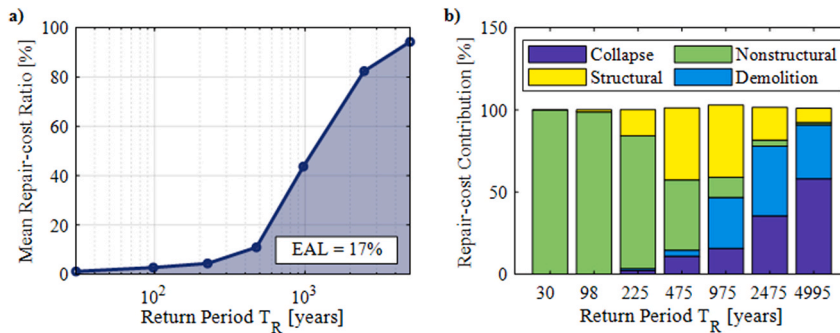 a)
Mean Repair-cost Ratio [%]
100
80
60
40
20
0
EAL = 17%
10²
10³
Return Period T_R [years]
b)
Repair-cost Contribution [%]
150
100
50
0
Collapse
Nonstructural
Structural
Demolition
30 98 225 475 975 2475 4995
Return Period T_R [years]